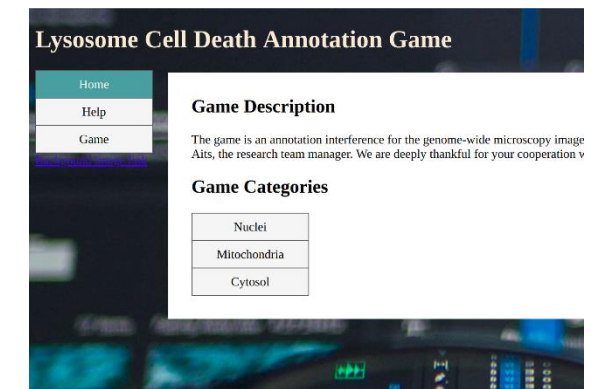 Lysosome Cell Death Annotation Game
Home
Help
Game
Game Description
The game is an annotation interference for the genome-wide microscopy image
Aits, the research team manager. We are deeply thankful for your cooperation w
Game Categories
Nuclei
Mitochondria
Cytosol